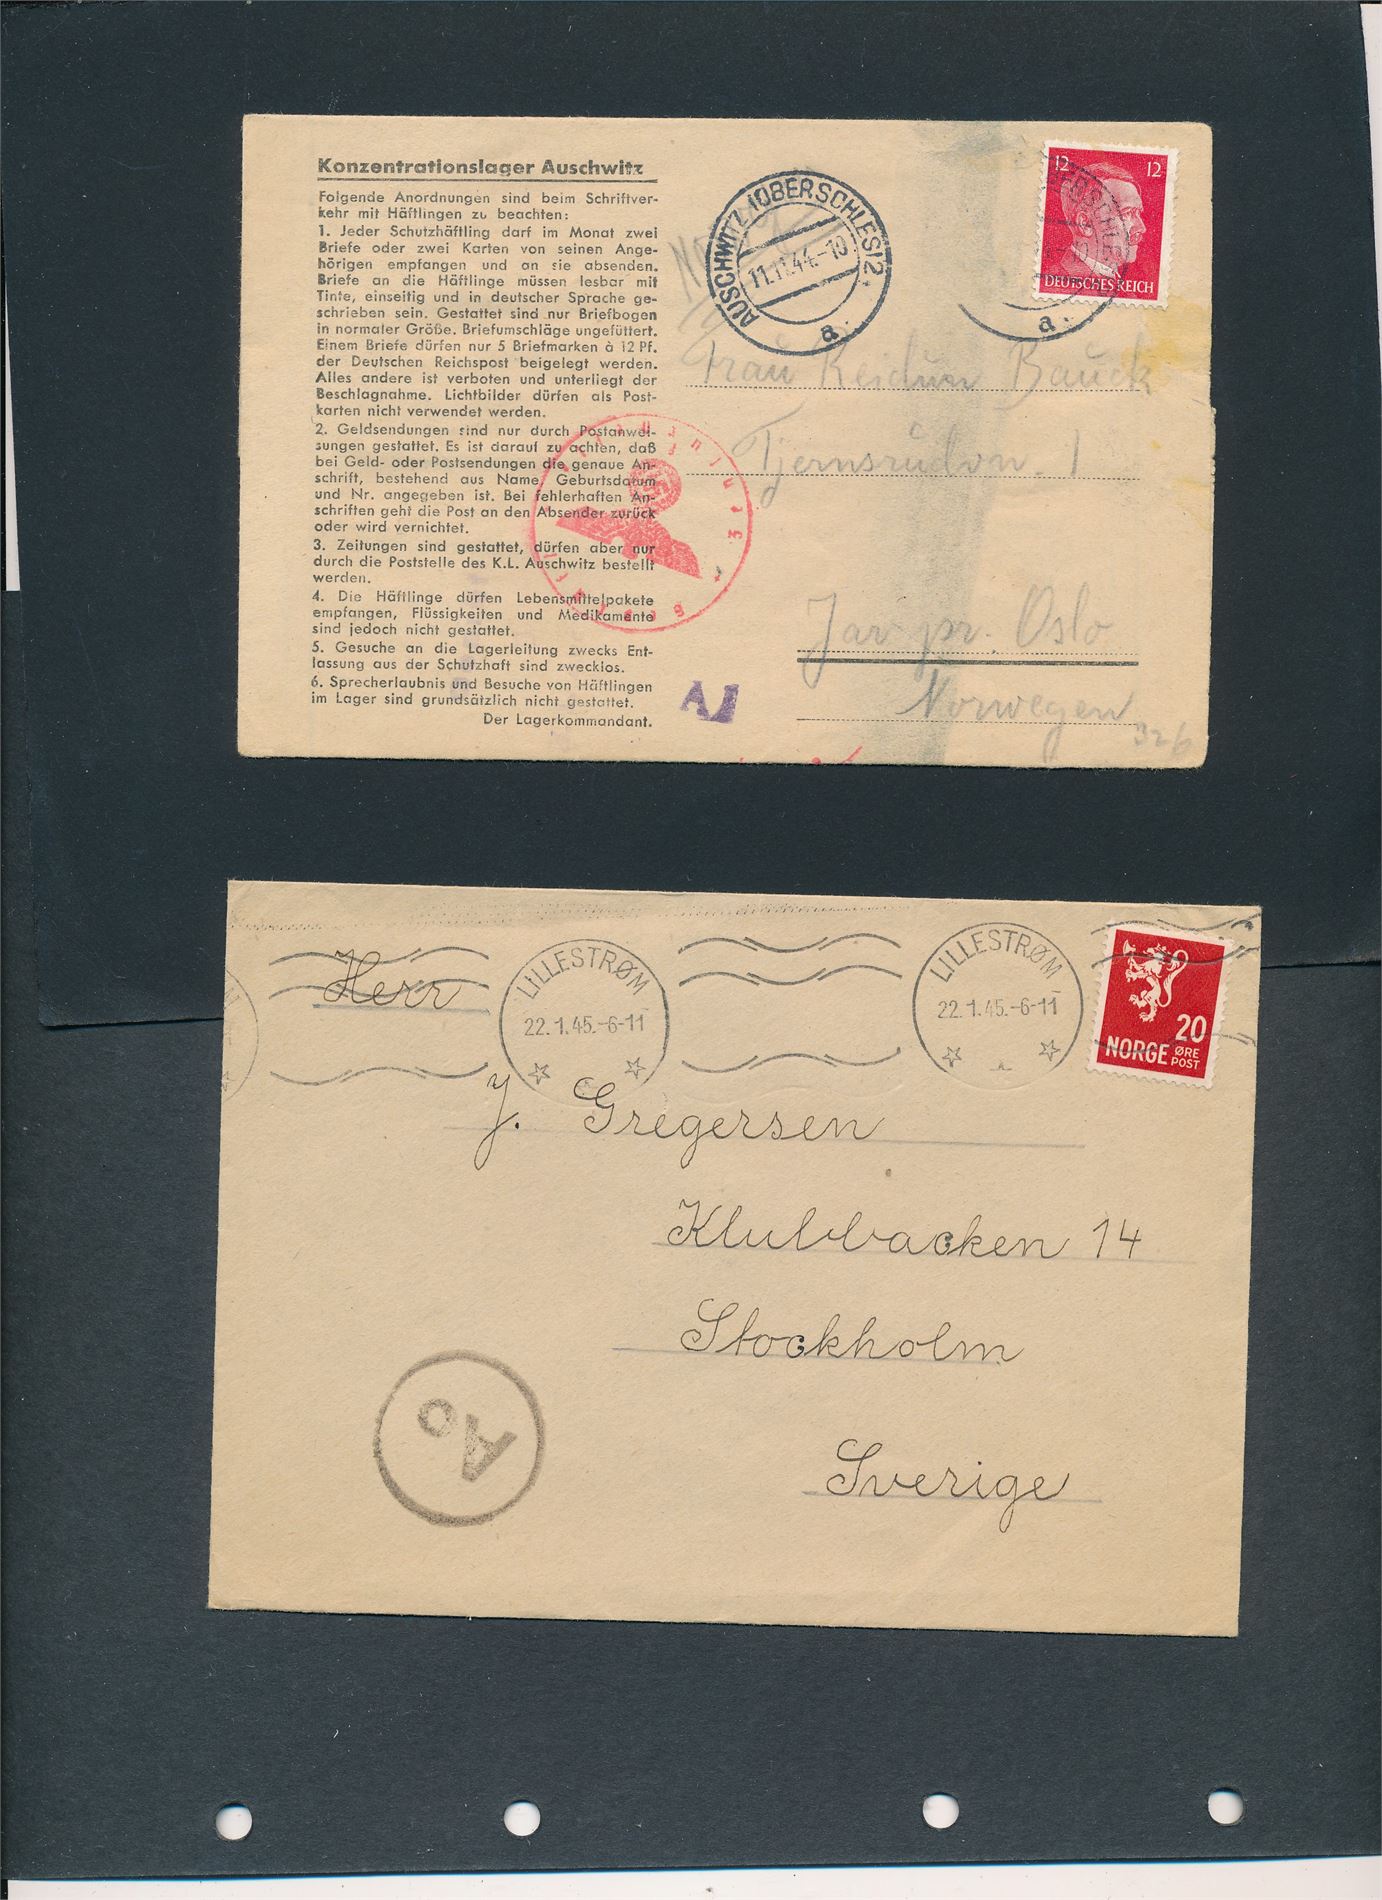 Konzentrationslager Auschwitz
Folgende Anordnungen sind beim Schriftver-
kehr mit Häftlingen zu beachten:
1. Jeder Schutzhäftling darf im Monat zwei
Briefe oder zwei Karten von seinen Ange-
hörigen empfangen und an sie absenden.
Briefe an die Häftlinge müssen lesbar mit
Tinte, einseitig und in deutscher Sprache ge-
schrieben sein. Gestattet sind nur Briefbogen
in normaler Größe. Briefumschläge ungefüttert.
Einem Briefe dürfen nur 5 Briefmarken à 12 Pf.
der Deutschen Reichspost beigelegt werden.
Alles andere ist verboten und unterliegt der
Beschlagnahme. Lichtbilder dürfen als Post-
karten nicht verwendet werden.
2. Geldsendungen sind nur durch Postanwei-
sungen gestattet. Es ist darauf zu achten, daß
bei Geld- oder Postsendungen die genaue An-
schrift, bestehend aus Name, Geburtsdatum
und Nr. angegeben ist. Bei fehlerhaften An-
schriften geht die Post an den Absender zurück
oder wird vernichtet.
3. Zeitungen sind gestattet, dürfen aber nur
durch die Poststelle des K.L. Auschwitz bestellt
werden.
4. Die Häftlinge dürfen Lebensmittelpakete
empfangen, Flüssigkeiten und Medikamente
sind jedoch nicht gestattet.
5. Gesuche an die Lagerleitung zwecks Ent-
lassung aus der Schutzhaft sind zwecklos.
6. Sprecherlaubnis und Besuche von Häftlingen
im Lager sind grundsätzlich nicht gestattet.
Der Lagerkommandant.
AUSCHWITZ (OBERSCHLES) 2
11.11.44.-10
a
12 12
DEUTSCHES REICH
a
Frau Reidun Bauck
Tjernsrudvn. 1
Jar pr. Oslo
Norwegen
326
Herr
LILLESTRØM
22.1.45.-6-11
LILLESTRØM
22.1.45.-6-11
20
NORGE ØRE
POST
J. Gregersen
Klubbacken 14
Stockholm
Sverige
Ao